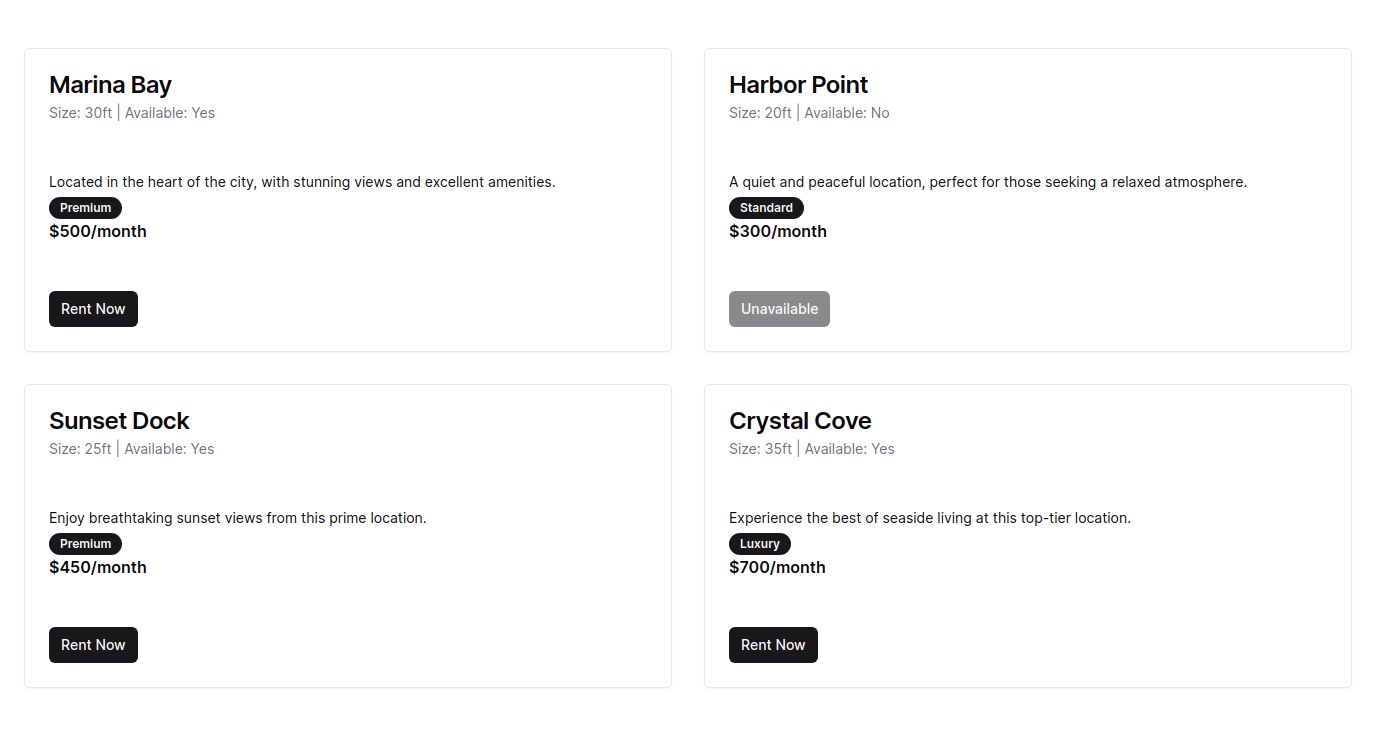 Marina Bay
Size: 30ft | Available: Yes
Located in the heart of the city, with stunning views and excellent amenities.
Premium
$500/month
Rent Now
Harbor Point
Size: 20ft | Available: No
A quiet and peaceful location, perfect for those seeking a relaxed atmosphere.
Standard
$300/month
Unavailable
Sunset Dock
Size: 25ft | Available: Yes
Enjoy breathtaking sunset views from this prime location.
Premium
$450/month
Rent Now
Crystal Cove
Size: 35ft | Available: Yes
Experience the best of seaside living at this top-tier location.
Luxury
$700/month
Rent Now